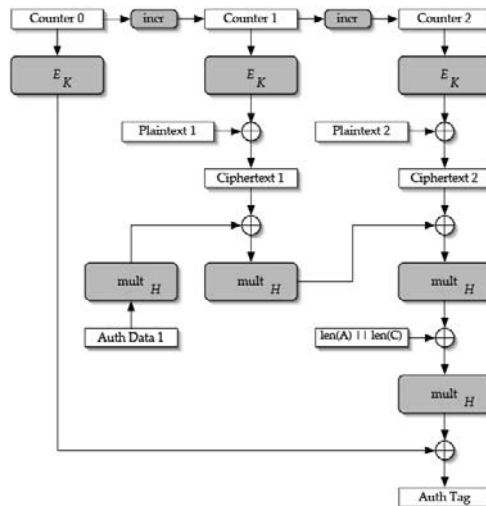 Counter 0
incr
Counter 1
incr
Counter 2
E K
E K
E K
Plaintext 1
Plaintext 2
Ciphertext 1
Ciphertext 2
mult H
mult H
mult H
Auth Data 1
len(A) || len(C)
mult H
Auth Tag